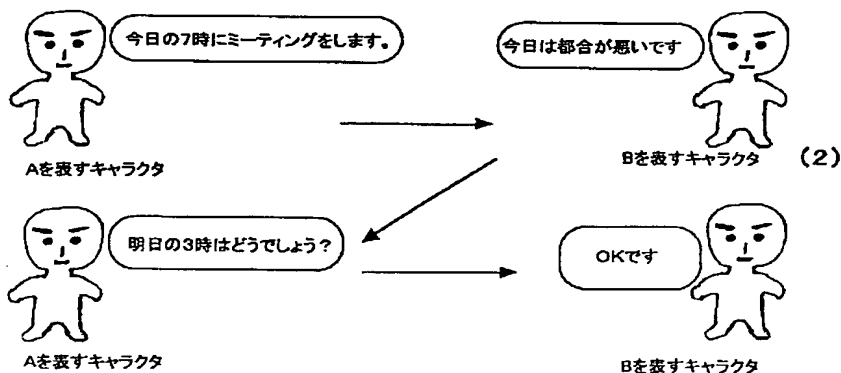 今日の7時にミーティングをします。
今日は都合が悪いです
Aを表すキャラクタ
Bを表すキャラクタ
(2)
明日の3時はどうでしょう?
OKです
Aを表すキャラクタ
Bを表すキャラクタ